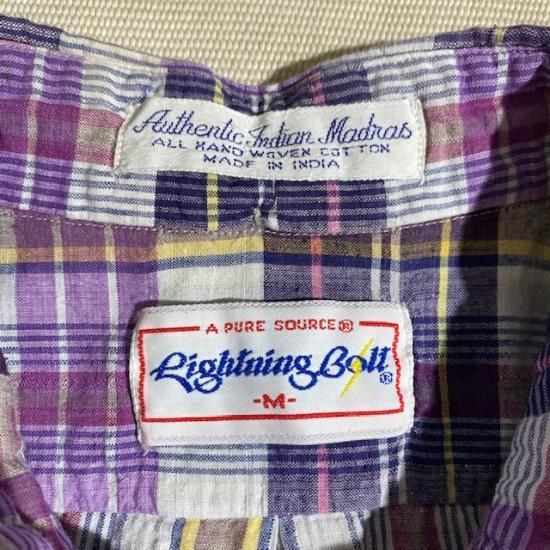 Authentic Indian Madras
ALL HAND WOVEN COTTON
MADE IN INDIA
A PURE SOURCE®
Lightning Bolt®
-M-